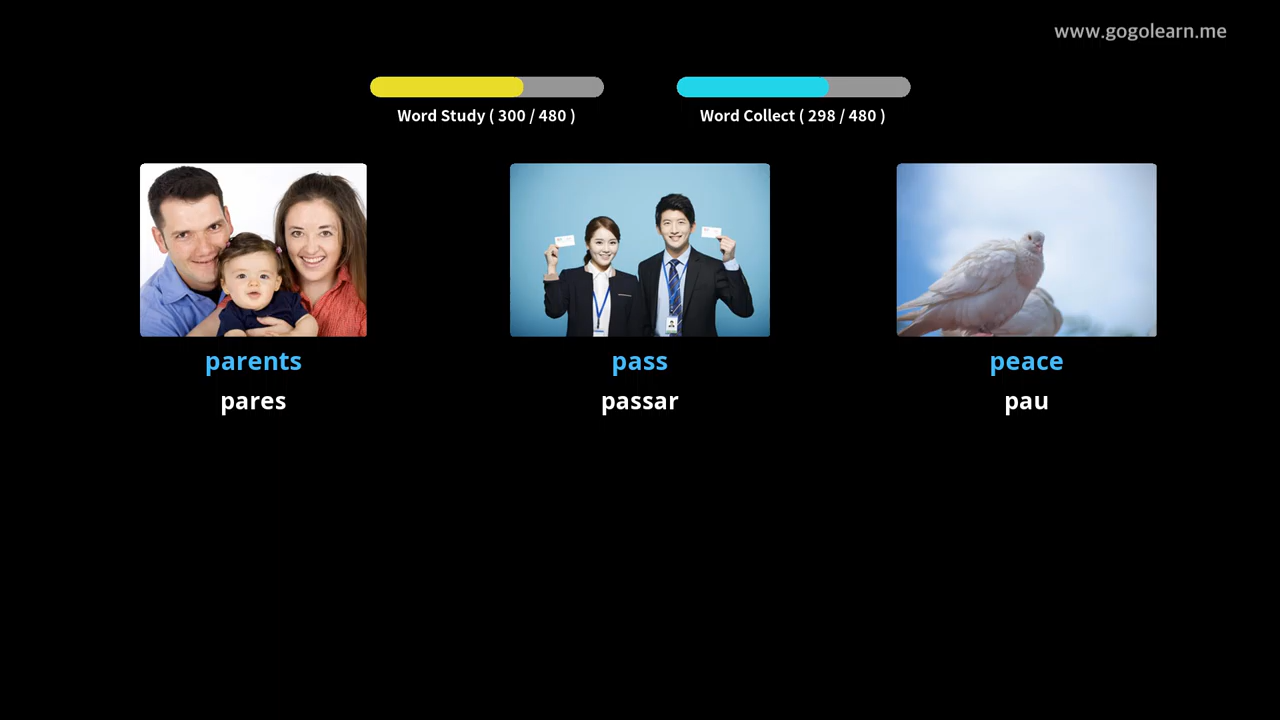 www.gogolearn.me
Word Study ( 300 / 480 )
Word Collect ( 298 / 480 )
parents
pass
peace
pares
passar
pau